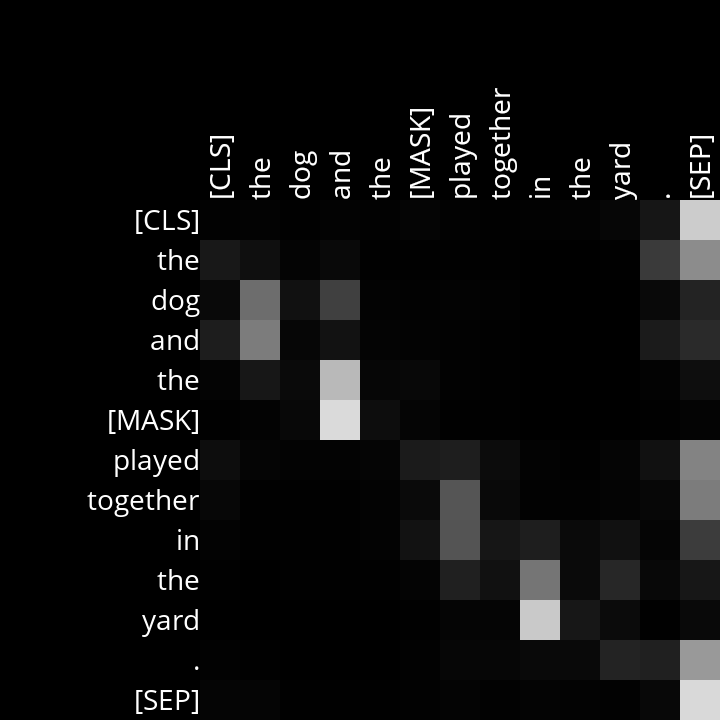 [CLS] the dog and the [MASK] played together in the yard . [SEP]
[CLS]
the
dog
and
the
[MASK]
played
together
in
the
yard
.
[SEP]